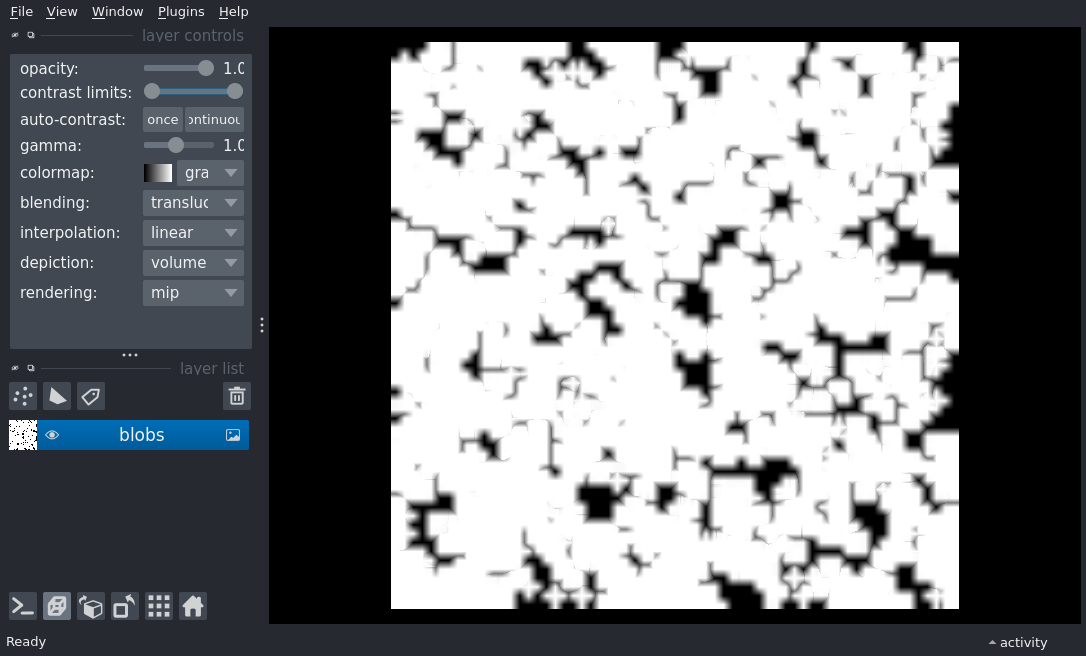 File View Window Plugins Help
layer controls
opacity: 1.0
contrast limits:
auto-contrast: once ontinuou
gamma: 1.0
colormap: gra
blending: transluc
interpolation: linear
depiction: volume
rendering: mip
layer list
blobs
Ready
activity